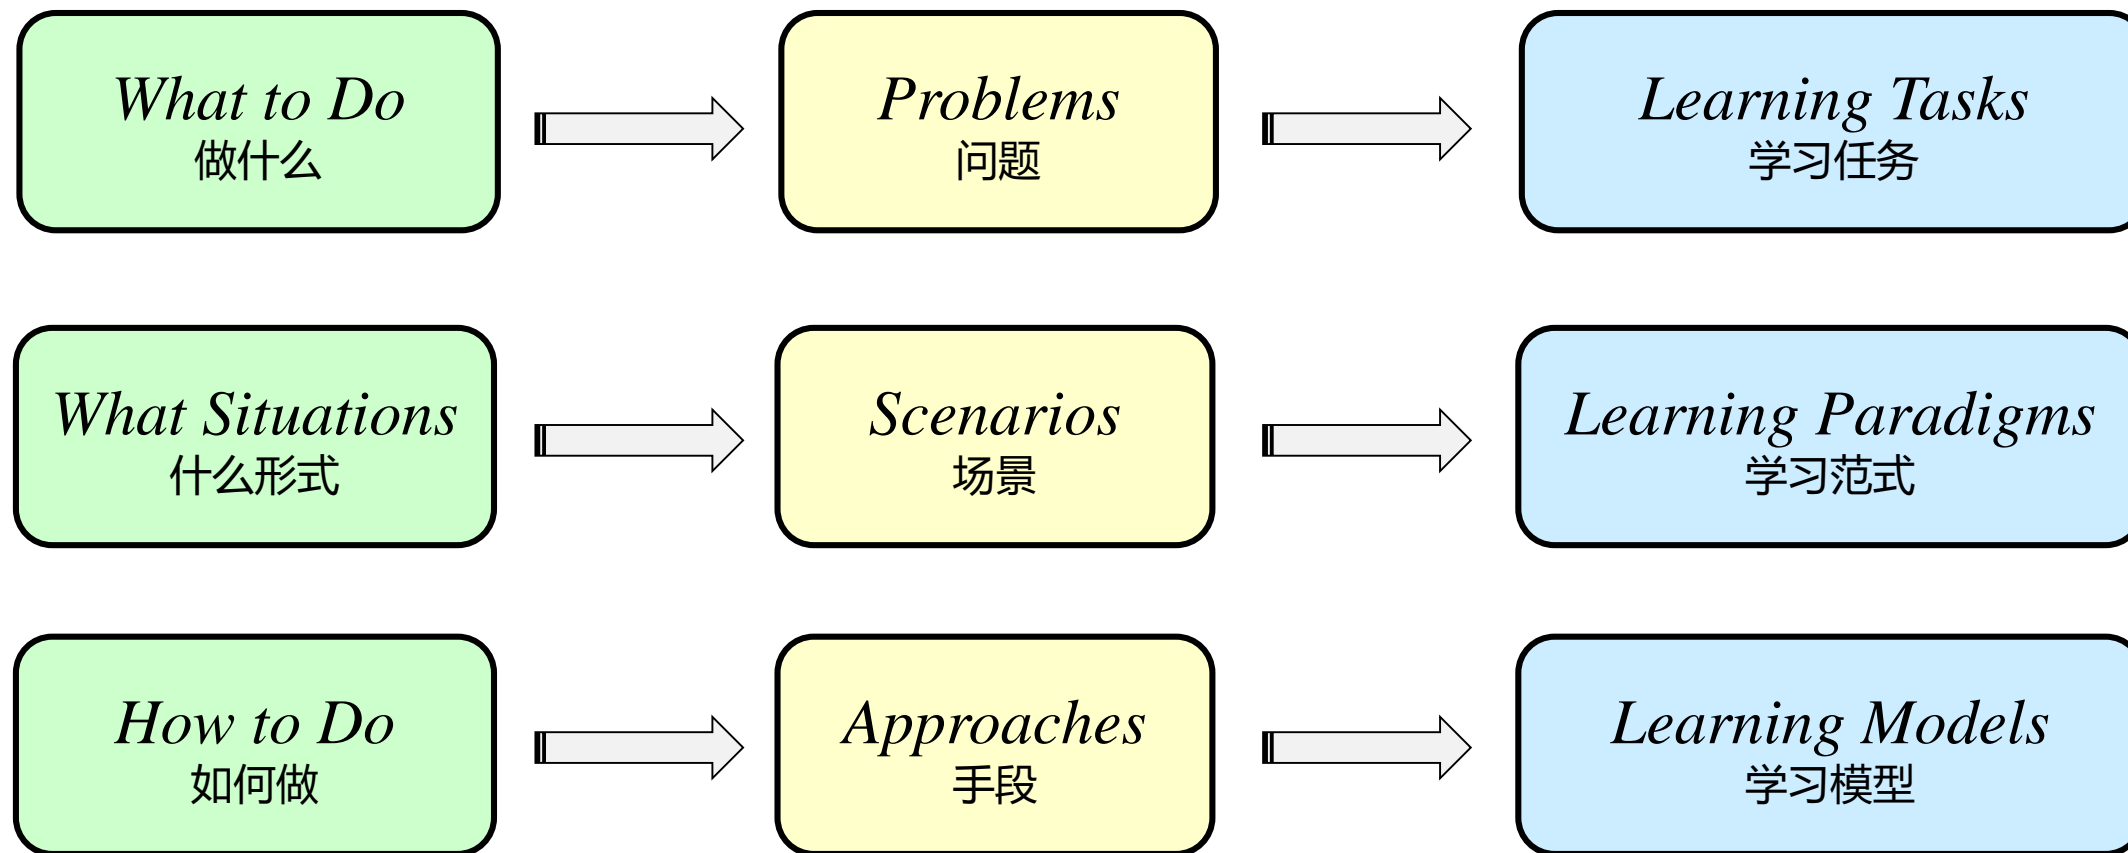 What to Do
做什么
Problems
问题
Learning Tasks
学习任务
What Situations
什么形式
Scenarios
场景
Learning Paradigms
学习范式
How to Do
如何做
Approaches
手段
Learning Models
学习模型